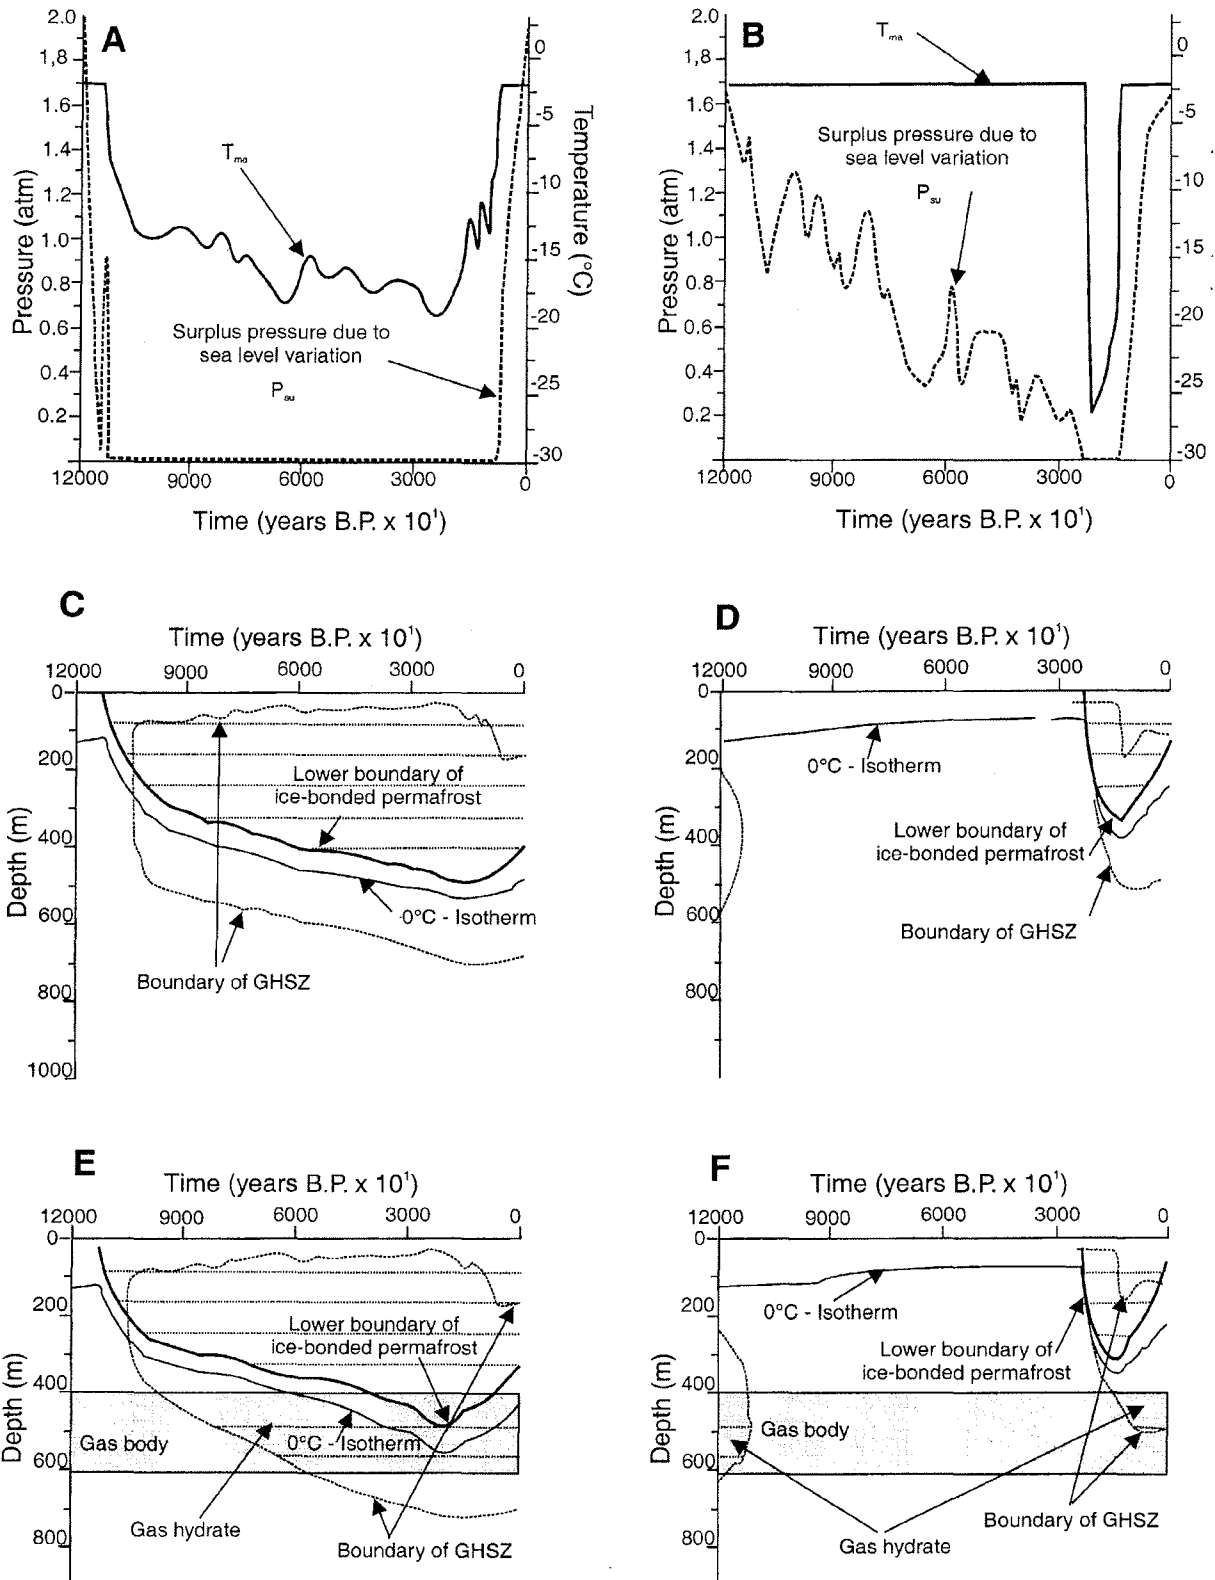 A
2.0
1,8
1.6
1.4
1.2
1.0
0.8
0.6
0.4
0.2
Pressure (atm)
0
-5
-10
-15
-20
-25
-30
Temperature (°C)
Tma
Surplus pressure due to
sea level variation
Psu
12000 9000 6000 3000 0
Time (years B.P. x 10¹)
B
2.0
1,8
1.6
1.4
1.2
1.0
0.8
0.6
0.4
0.2
Pressure (atm)
0
-5
-10
-15
-20
-25
-30
Tma
Surplus pressure due to
sea level variation
Psu
12000 9000 6000 3000 0
Time (years B.P. x 10¹)
C
Time (years B.P. x 10¹)
12000 9000 6000 3000 0
0
200
400
600
800
1000
Depth (m)
Lower boundary of
ice-bonded permafrost
0°C - Isotherm
Boundary of GHSZ
D
Time (years B.P. x 10¹)
12000 9000 6000 3000 0
0
200
400
600
800
Depth (m)
0°C - Isotherm
Lower boundary of
ice-bonded permafrost
Boundary of GHSZ
E
Time (years B.P. x 10¹)
12000 9000 6000 3000 0
0
200
400
600
800
Depth (m)
Lower boundary of
ice-bonded permafrost
Gas body
0°C - Isotherm
Gas hydrate
Boundary of GHSZ
F
Time (years B.P. x 10¹)
12000 9000 6000 3000 0
0
200
400
600
800
Depth (m)
0°C - Isotherm
Lower boundary of
ice-bonded permafrost
Gas body
Boundary of GHSZ
Gas hydrate